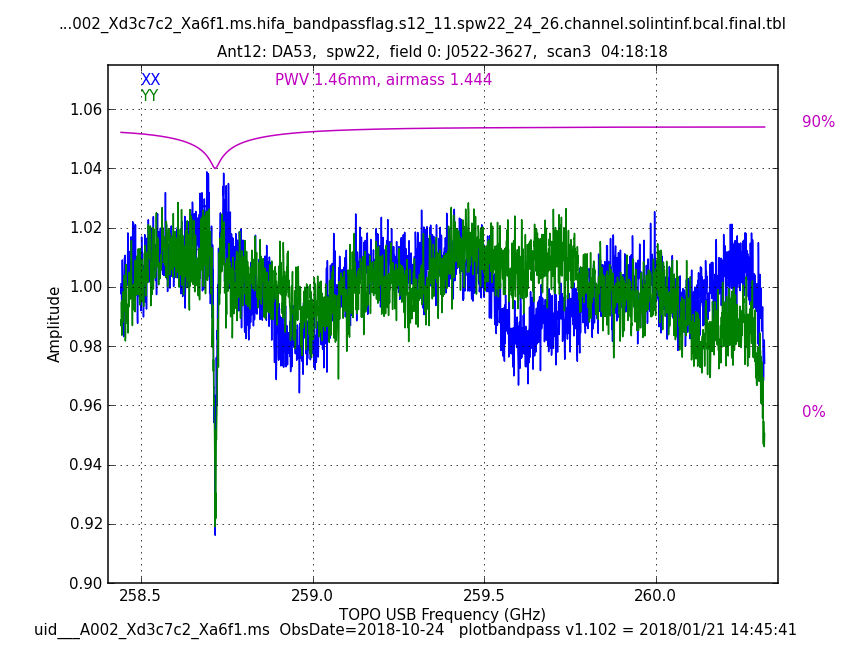 ...002_Xd3c7c2_Xa6f1.ms.hifa_bandpassflag.s12_11.spw22_24_26.channel.solintinf.bcal.final.tbl
Ant12: DA53, spw22, field 0: J0522-3627, scan3 04:18:18
XX PWV 1.46mm, airmass 1.444
YY
1.06
90%
1.04
1.02
1.00
Amplitude
0.98
0.96
0%
0.94
0.92
0.90
258.5 259.0 259.5 260.0
TOPO USB Frequency (GHz)
uid___A002_Xd3c7c2_Xa6f1.ms ObsDate=2018-10-24 plotbandpass v1.102 = 2018/01/21 14:45:41